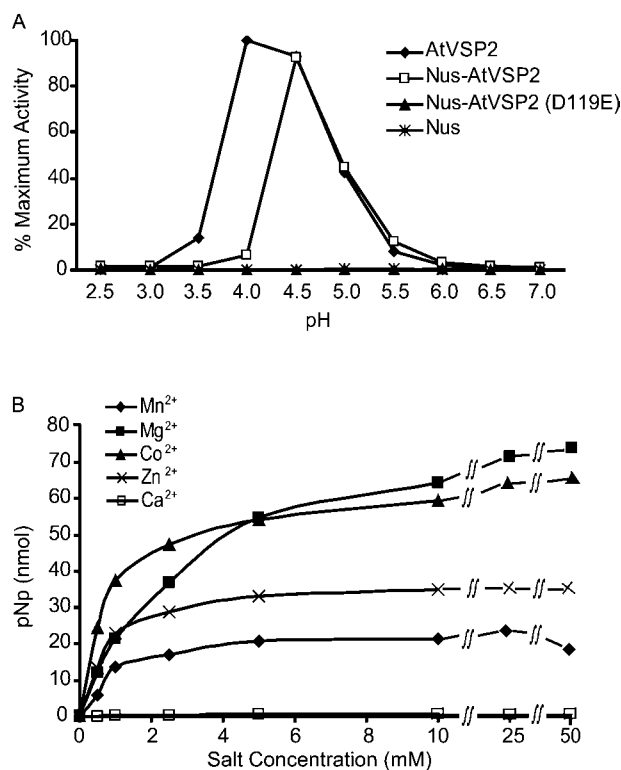 A
AtVSP2
Nus-AtVSP2
Nus-AtVSP2 (D119E)
Nus
% Maximum Activity
100
80
60
40
20
0
2.5 3.0 3.5 4.0 4.5 5.0 5.5 6.0 6.5 7.0
pH
B
Mn²⁺
Mg²⁺
Co²⁺
Zn²⁺
Ca²⁺
pNp (nmol)
80
70
60
50
40
30
20
10
0
0 2 4 6 8 10 25 50
Salt Concentration (mM)